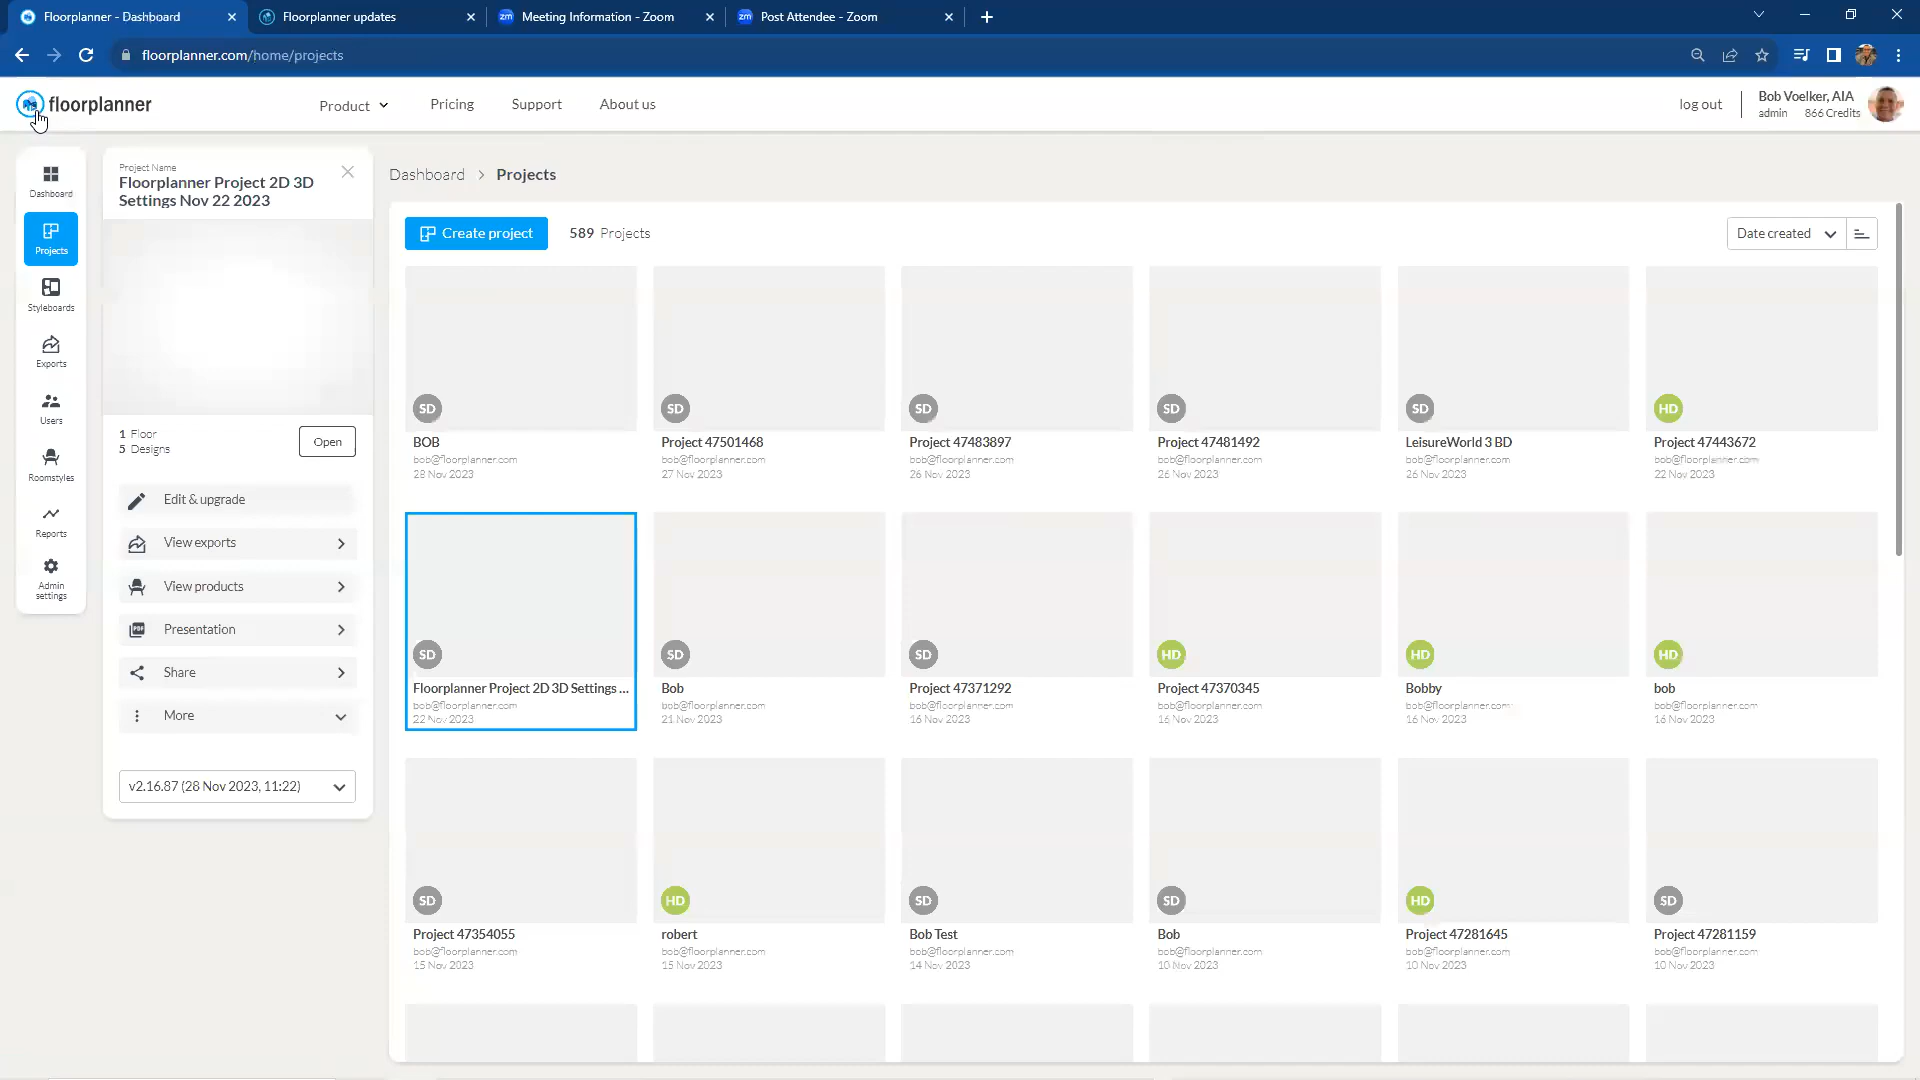 Floorplanner - Dashboard
Floorplanner updates
Meeting Information - Zoom
Post Attendee - Zoom
floorplanner.com/home/projects
floorplanner
Product
Pricing
Support
About us
log out
Bob Voelker, AIA
admin 866 Credits
Dashboard
Projects
Styleboards
Exports
Users
Roomstyles
Reports
Admin
settings
Project Name
Floorplanner Project 2D 3D
Settings Nov 22 2023
1 Floor
5 Designs
Open
Edit & upgrade
View exports
View products
Presentation
Share
More
v2.16.87 (28 Nov 2023, 11:22)
Dashboard > Projects
Create project
589 Projects
Date created
SD
BOB
bob@floorplanner.com
28 Nov 2023
SD
Project 47501468
bob@floorplanner.com
27 Nov 2023
SD
Project 47483897
bob@floorplanner.com
26 Nov 2023
SD
Project 47481492
bob@floorplanner.com
26 Nov 2023
SD
LeisureWorld 3 BD
bob@floorplanner.com
26 Nov 2023
HD
Project 47443672
bob@floorplanner.com
22 Nov 2023
SD
Floorplanner Project 2D 3D Settings ...
bob@floorplanner.com
22 Nov 2023
SD
Bob
bob@floorplanner.com
21 Nov 2023
SD
Project 47371292
bob@floorplanner.com
16 Nov 2023
HD
Project 47370345
bob@floorplanner.com
16 Nov 2023
HD
Bobby
bob@floorplanner.com
16 Nov 2023
HD
bob
bob@floorplanner.com
16 Nov 2023
SD
Project 47354055
bob@floorplanner.com
15 Nov 2023
HD
robert
bob@floorplanner.com
15 Nov 2023
SD
Bob Test
bob@floorplanner.com
14 Nov 2023
SD
Bob
bob@floorplanner.com
10 Nov 2023
HD
Project 47281645
bob@floorplanner.com
10 Nov 2023
SD
Project 47281159
bob@floorplanner.com
10 Nov 2023